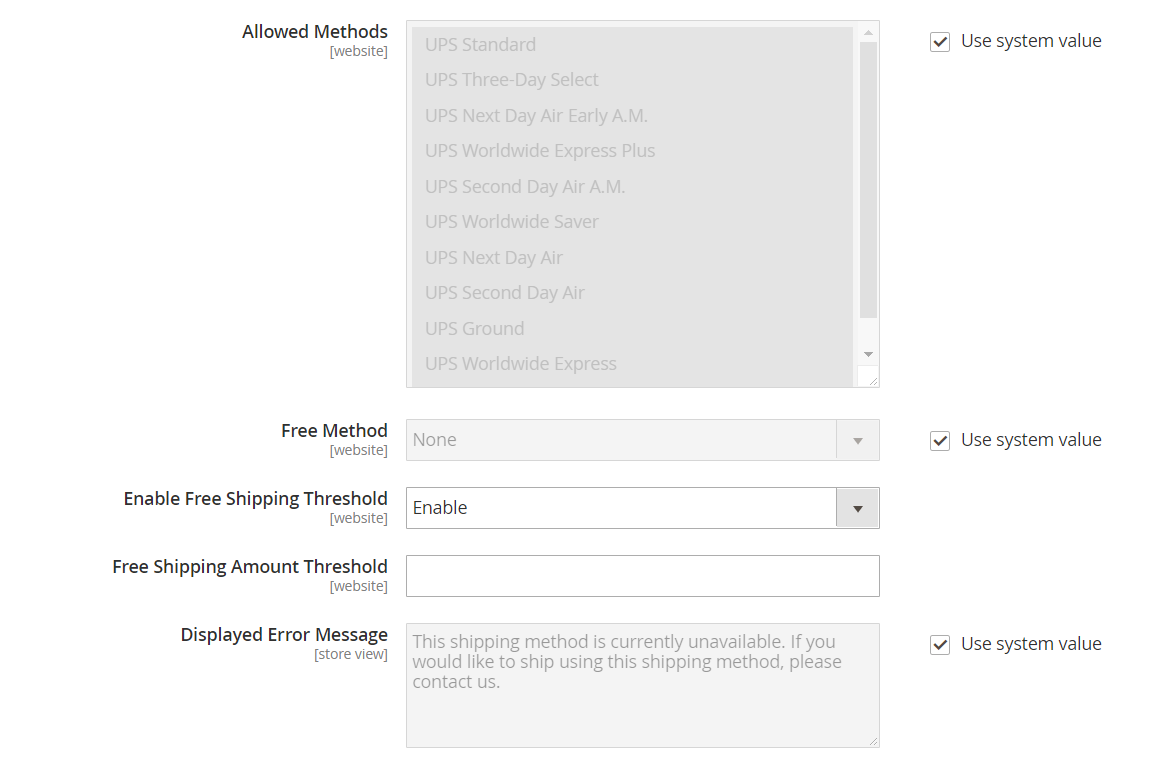 Allowed Methods
[website]
UPS Standard
UPS Three-Day Select
UPS Next Day Air Early A.M.
UPS Worldwide Express Plus
UPS Second Day Air A.M.
UPS Worldwide Saver
UPS Next Day Air
UPS Second Day Air
UPS Ground
UPS Worldwide Express
Use system value
Free Method
[website]
None
Use system value
Enable Free Shipping Threshold
[website]
Enable
Free Shipping Amount Threshold
[website]
Displayed Error Message
[store view]
This shipping method is currently unavailable. If you
would like to ship using this shipping method, please
contact us.
Use system value